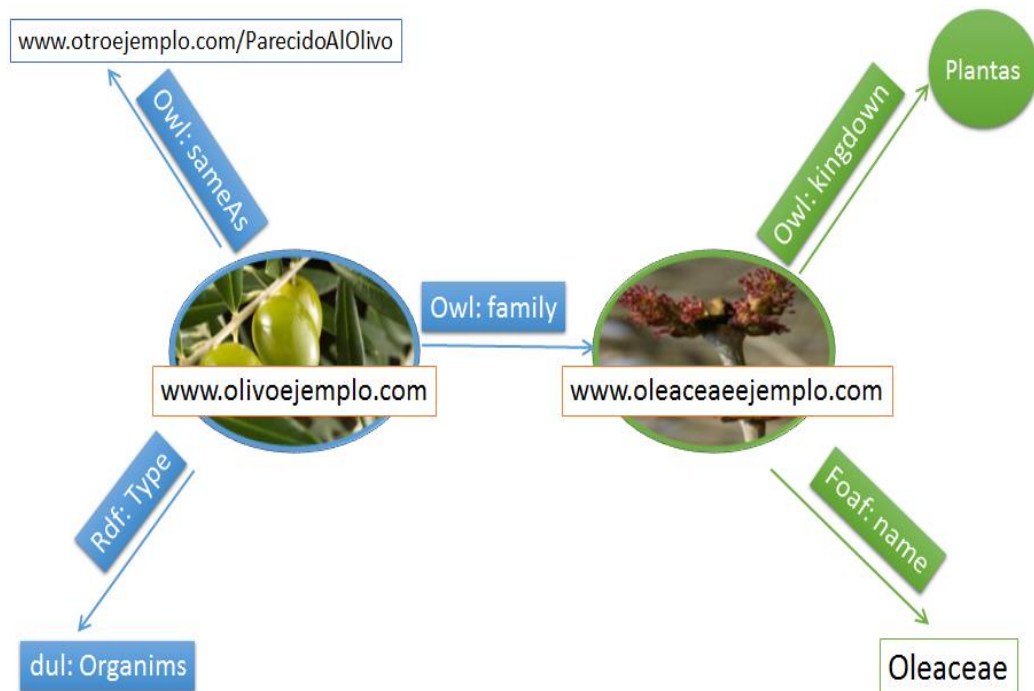 www.otroejemplo.com/ParecidoAlOlivo
Plantas
Owl: sameAs
Owl: kingdown
Owl: family
www.olivoejemplo.com
www.oleaceaeejemplo.com
Rdf: Type
Foaf: name
dul: Organims
Oleaceae